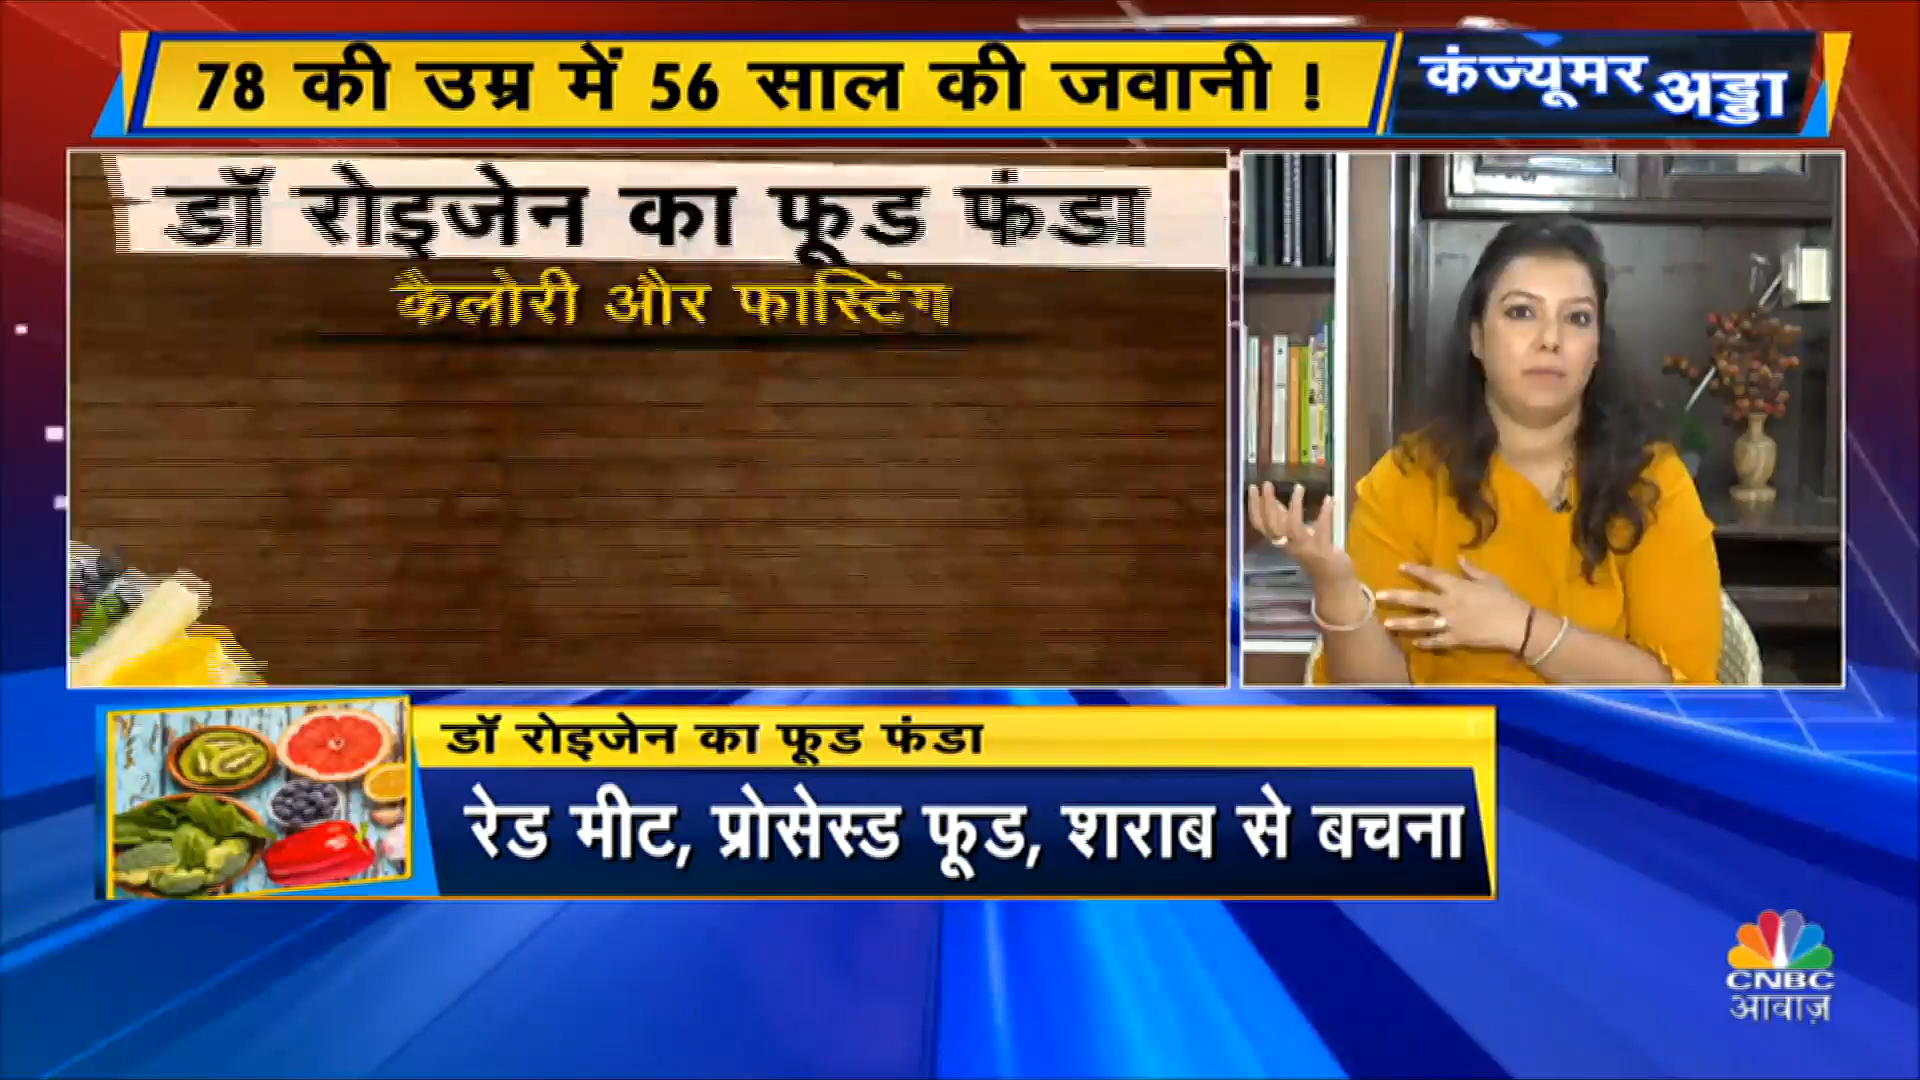 78 की उम्र में 56 साल की जवानी !
कंज्यूमर अड्डा
डॉ रोइजेन का फूड फंडा
कैलोरी और फास्टिंग
डॉ रोइजेन का फूड फंडा
रेड मीट, प्रोसेस्ड फूड, शराब से बचना
CNBC
आवाज़